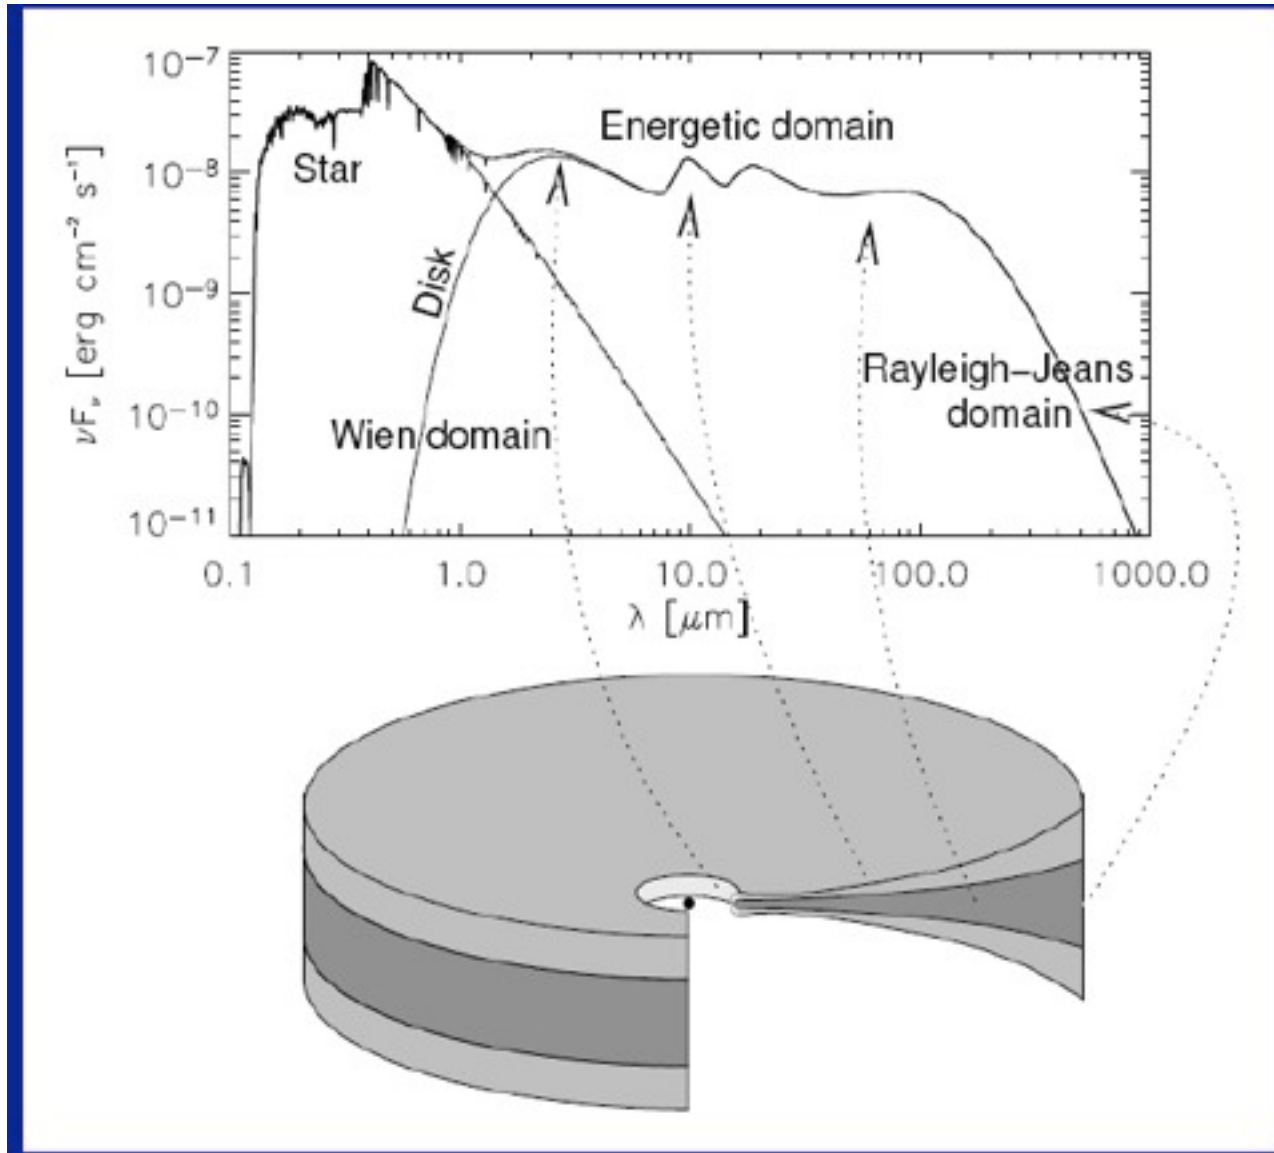 10⁻⁷
10⁻⁸
10⁻⁹
10⁻¹⁰
10⁻¹¹
νFᵥ [erg cm⁻² s⁻¹]
Star
Energetic domain
Disk
Wien domain
Rayleigh–Jeans
domain
0.1 1.0 10.0 100.0 1000.0
λ [μm]